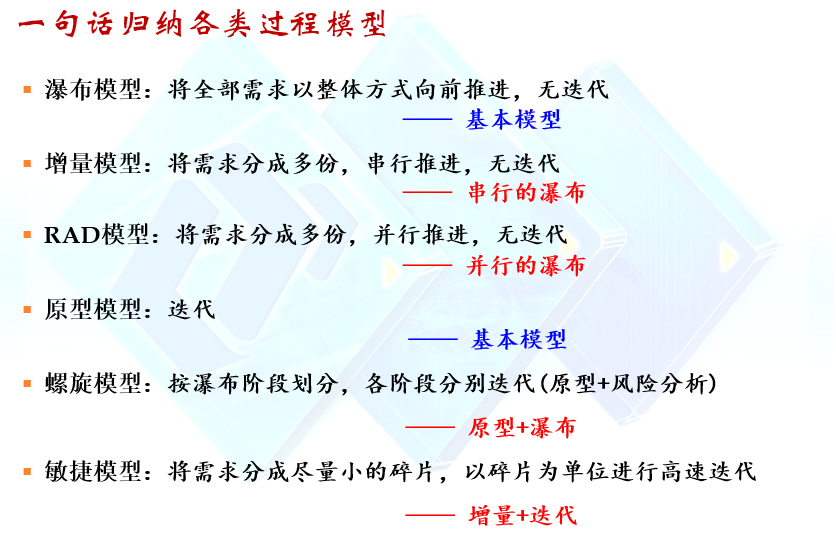 一句话归纳各类过程模型
瀑布模型：将全部需求以整体方式向前推进，无迭代
—— 基本模型
增量模型：将需求分成多份，串行推进，无迭代
—— 串行的瀑布
RAD模型：将需求分成多份，并行推进，无迭代
—— 并行的瀑布
原型模型：迭代
—— 基本模型
螺旋模型：按瀑布阶段划分，各阶段分别迭代(原型+风险分析)
—— 原型+瀑布
敏捷模型：将需求分成尽量小的碎片，以碎片为单位进行高速迭代
—— 增量+迭代